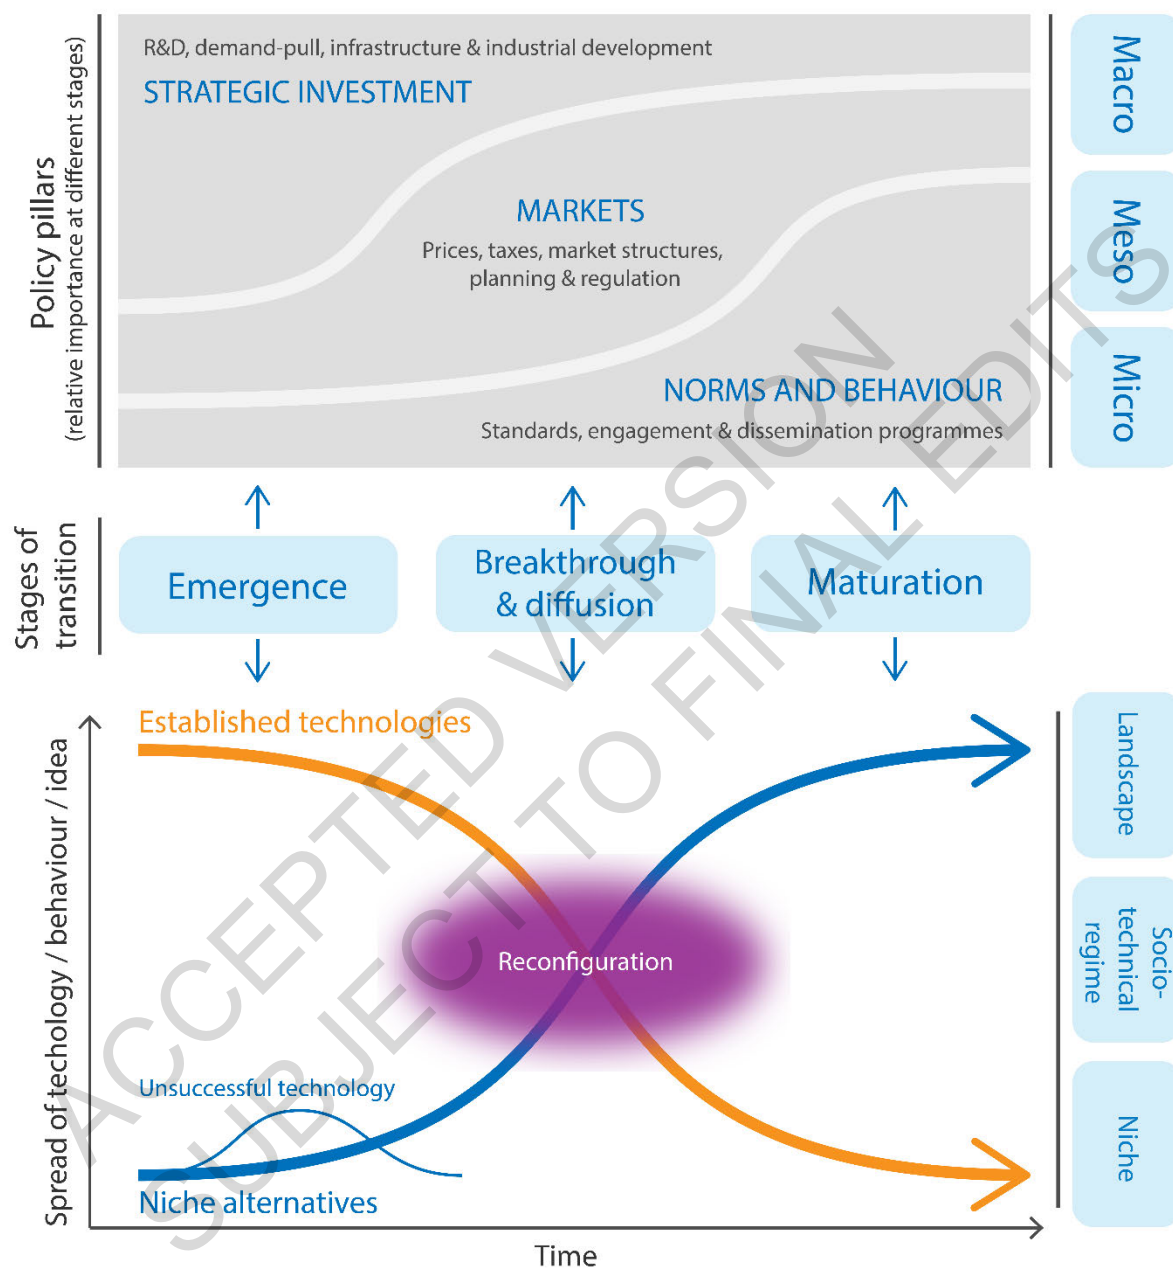 R&D, demand-pull, infrastructure & industrial development
STRATEGIC INVESTMENT
MARKETS
Prices, taxes, market structures,
planning & regulation
NORMS AND BEHAVIOUR
Standards, engagement & dissemination programmes
Policy pillars
(relative importance at different stages)
Macro
Meso
Micro
Stages of
transition
Emergence
Breakthrough
& diffusion
Maturation
Spread of techology / behaviour / idea
Established technologies
Reconfiguration
Unsuccessful technology
Niche alternatives
Time
Landscape
Socio-
technical
regime
Niche
ACCEPTED VERSION
SUBJECT TO FINAL EDITS